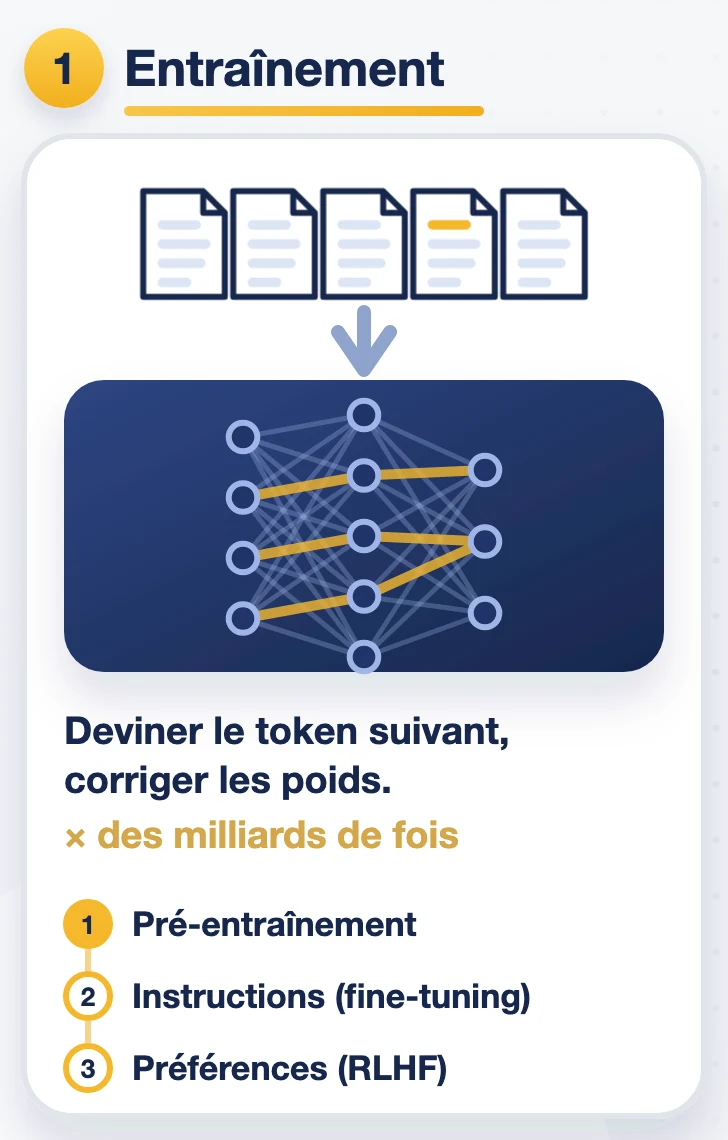 1 Entraînement
Deviner le token suivant,
corriger les poids.
× des milliards de fois
1 Pré-entraînement
2 Instructions (fine-tuning)
3 Préférences (RLHF)